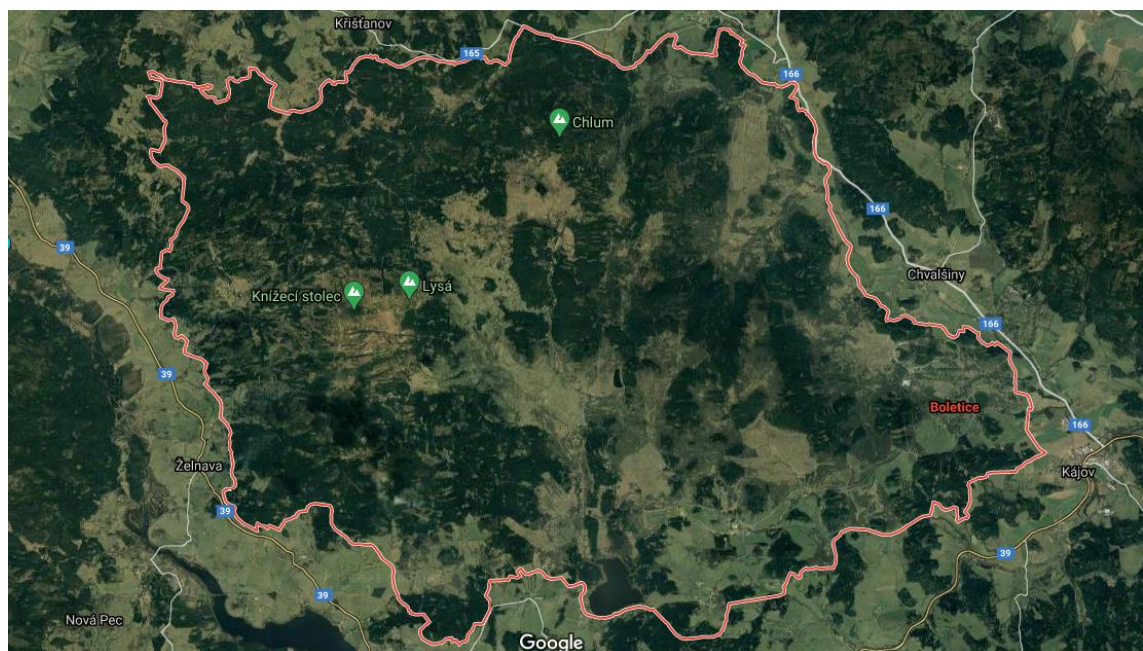 Křišťanov
165
166
Chlum
166
39
Chvalšiny
Knížecí stolec
Lysá
166
39
Boletice
166
Želnava
Kájov
39
39
39
Nová Pec
Google